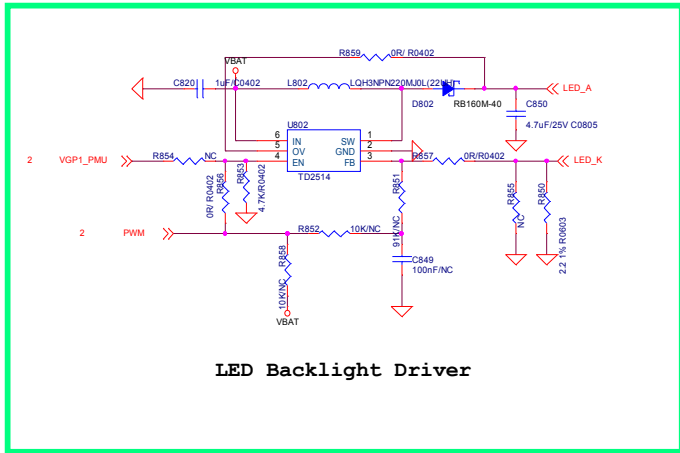 R859 0R/ R0402
VBAT
C820 1uF/C0402 L802 LQH3NPN220MJ0L(22UH)
LED_A
D802 RB160M-40
C850
4.7uF/25V C0805
U802
6 IN SW 1
5 OV GND 2
4 EN FB 3
TD2514
2 VGP1_PMU R854 NC
R857 0R/R0402 LED_K
R856
0R/ R0402
R853
4.7K/R0402
R851
91K/NC
R855
NC
R850
2.2 1% R0603
2 PWM
R852 10K/NC
R858
10K/NC
C849
100nF/NC
VBAT
LED Backlight Driver